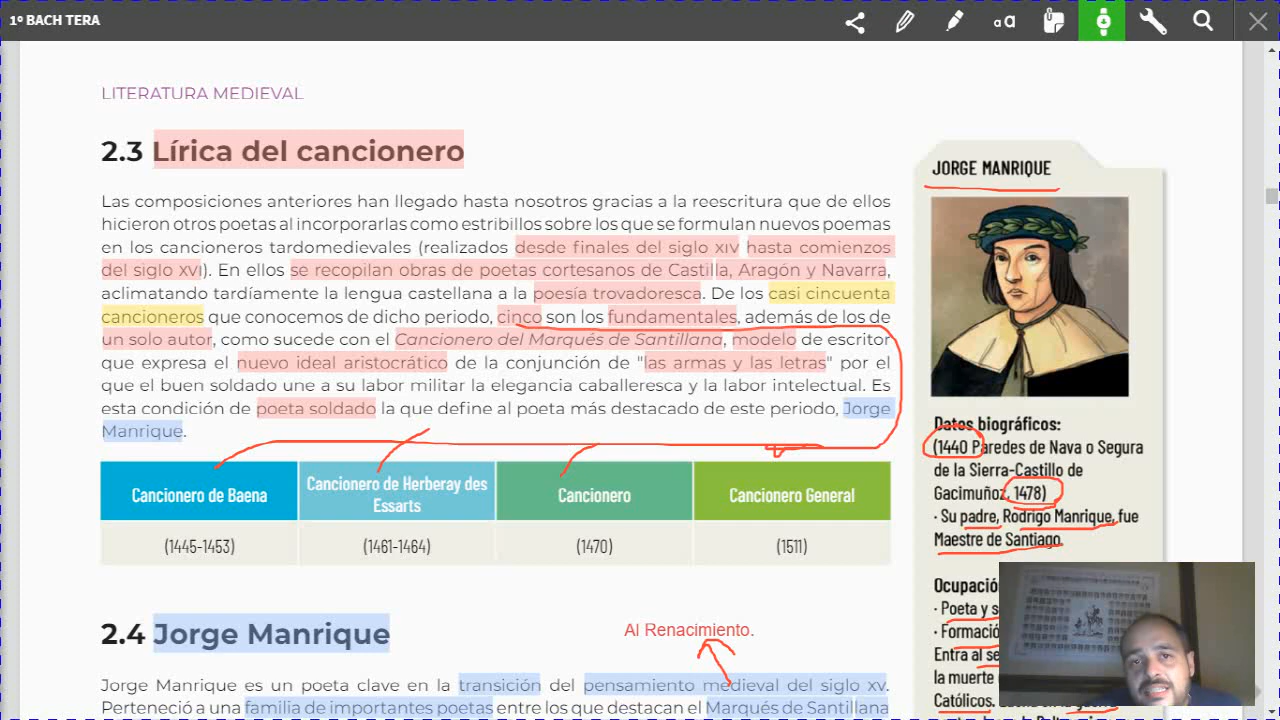 1º BACH TERA
aA
LITERATURA MEDIEVAL
2.3 Lírica del cancionero
Las composiciones anteriores han llegado hasta nosotros gracias a la reescritura que de ellos
hicieron otros poetas al incorporarlas como estribillos sobre los que se formulan nuevos poemas
en los cancioneros tardomedievales (realizados desde finales del siglo XIV hasta comienzos
del siglo XVI). En ellos se recopilan obras de poetas cortesanos de Castilla, Aragón y Navarra,
aclimatando tardíamente la lengua castellana a la poesía trovadoresca. De los casi cincuenta
cancioneros que conocemos de dicho periodo, cinco son los fundamentales, además de los de
un solo autor, como sucede con el Cancionero del Marqués de Santillana, modelo de escritor
que expresa el nuevo ideal aristocrático de la conjunción de "las armas y las letras" por el
que el buen soldado une a su labor militar la elegancia caballeresca y la labor intelectual. Es
esta condición de poeta soldado la que define al poeta más destacado de este periodo, Jorge
Manrique.
Cancionero de Baena
Cancionero de Herberay des
Essarts
Cancionero
Cancionero General
(1445-1453)
(1461-1464)
(1470)
(1511)
2.4 Jorge Manrique
Al Renacimiento.
Jorge Manrique es un poeta clave en la transición del pensamiento medieval del siglo XV.
Perteneció a una familia de importantes poetas entre los que destacan el Marqués de Santillana
JORGE MANRIQUE
Datos biográficos:
(1440 Paredes de Nava o Segura
de la Sierra-Castillo de
Gacimuñoz, 1478)
· Su padre, Rodrigo Manrique, fue
Maestre de Santiago.
Ocupación
· Poeta y
· Formació
Entra al
la muerte
Católicos.